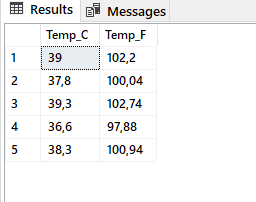 Results Messages
Temp_C Temp_F
1 39 102,2
2 37,8 100,04
3 39,3 102,74
4 36,6 97,88
5 38,3 100,94